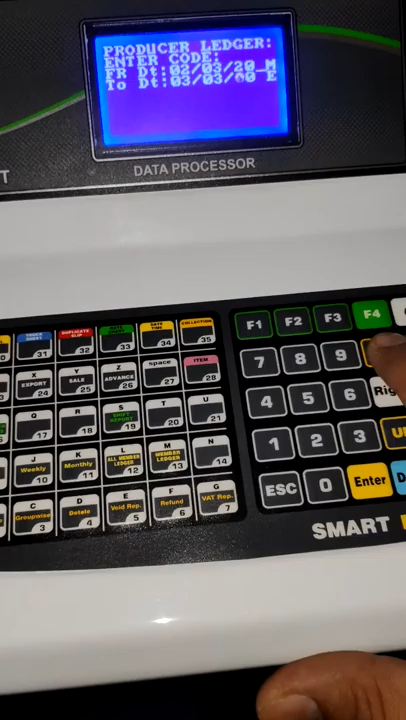 PRODUCER LEDGER:
ENTER CODE:
FR Dt:02/03/20 M
To Dt:03/03/00 E
T
DATA PROCESSOR
31
DUPLICATE SLIP 32
33
DATE TIME 34
COLLECTION 35
F1 F2 F3 F4
X EXPORT 24
Y SALE 25
Z ADVANCE 26
space 27
ITEM 28
7 8 9
Q 17
R 18
S SHIFT REPORT 19
T 20
U 21
4 5 6
J Weekly 10
K Monthly 11
L ALL MEMBER LEDGER 12
M MEMBER LEDGER 13
N 14
1 2 3
C Groupwise 3
D Delete 4
E Void Rep. 5
F Refund 6
G VAT Rep. 7
ESC 0 Enter
SMART